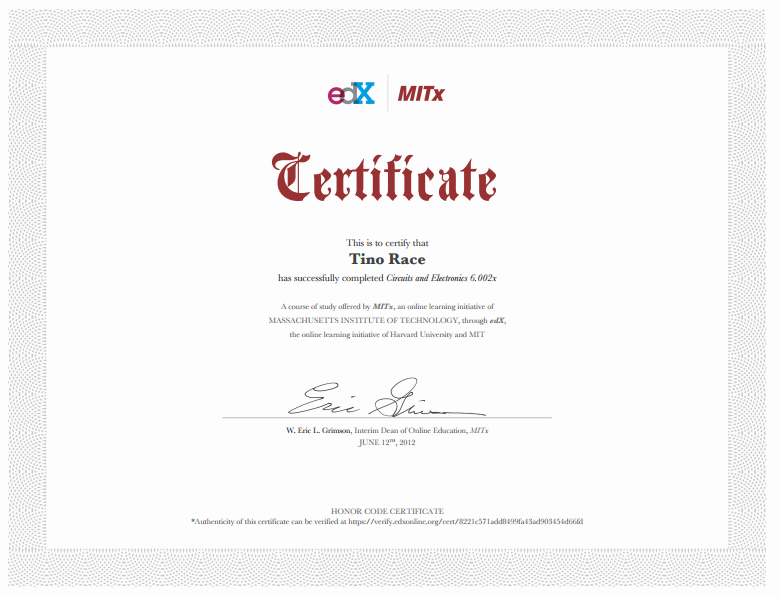 edX MITx
Certificate
This is to certify that
Tino Race
has successfully completed Circuits and Electronics 6.002x
A course of study offered by MITx, an online learning initiative of
MASSACHUSETTS INSTITUTE OF TECHNOLOGY, through edX,
the online learning initiative of Harvard University and MIT
Eric Grimson
W. Eric L. Grimson, Interim Dean of Online Education, MITx
JUNE 12TH, 2012
HONOR CODE CERTIFICATE
*Authenticity of this certificate can be verified at https://verify.edxonline.org/cert/8221c571add8499fa43ad903454d66fd